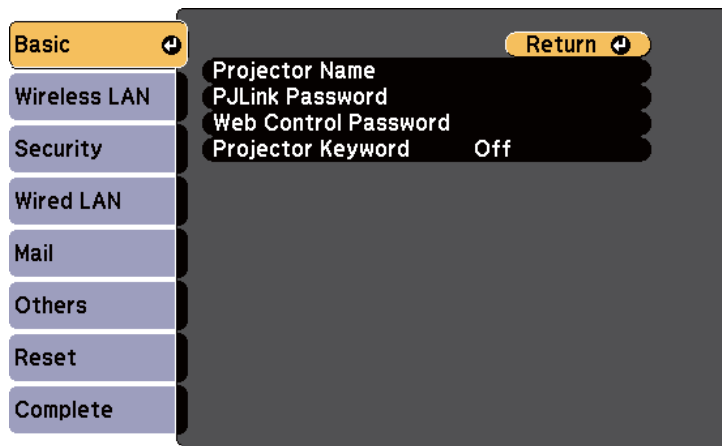 Basic
Wireless LAN
Security
Wired LAN
Mail
Others
Reset
Complete
Return
Projector Name
PJLink Password
Web Control Password
Projector Keyword Off